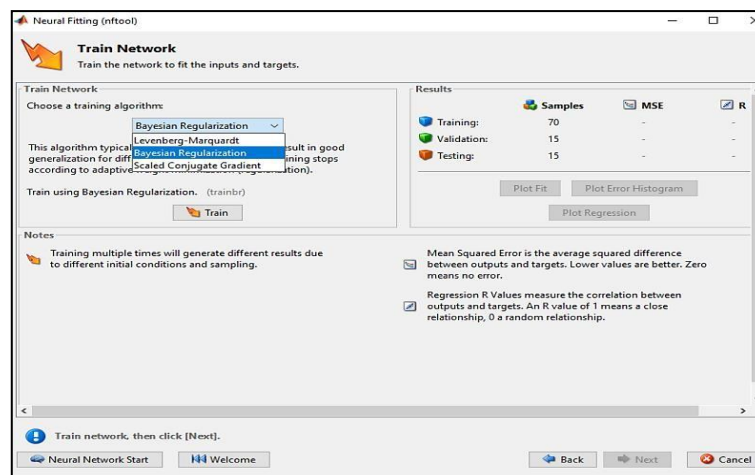 Neural Fitting (nftool)
Train Network
Train the network to fit the inputs and targets.
Train Network
Choose a training algorithm:
Bayesian Regularization
Levenberg-Marquardt
Bayesian Regularization
Scaled Conjugate Gradient
This algorithm typical
sult in good
generalization for diff
ining stops
according to adaptive
Train using Bayesian Regularization. (trainbr)
Train
Results
Samples MSE R
Training: 70 - -
Validation: 15 - -
Testing: 15 - -
Plot Fit Plot Error Histogram
Plot Regression
Notes
Training multiple times will generate different results due
to different initial conditions and sampling.
Mean Squared Error is the average squared difference
between outputs and targets. Lower values are better. Zero
means no error.
Regression R Values measure the correlation between
outputs and targets. An R value of 1 means a close
relationship, 0 a random relationship.
Train network, then click [Next].
Neural Network Start Welcome Back Next Cancel